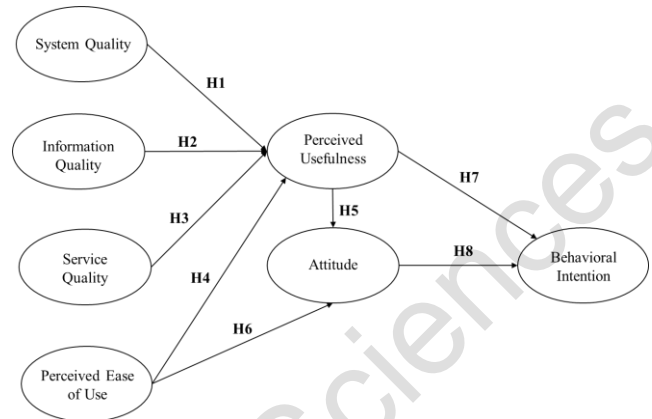 System Quality
H1
Information
Quality
H2
Perceived
Usefulness
H7
H3
H5
Service
Quality
H4
Attitude
H8
Behavioral
Intention
H6
Perceived Ease
of Use
Sciences